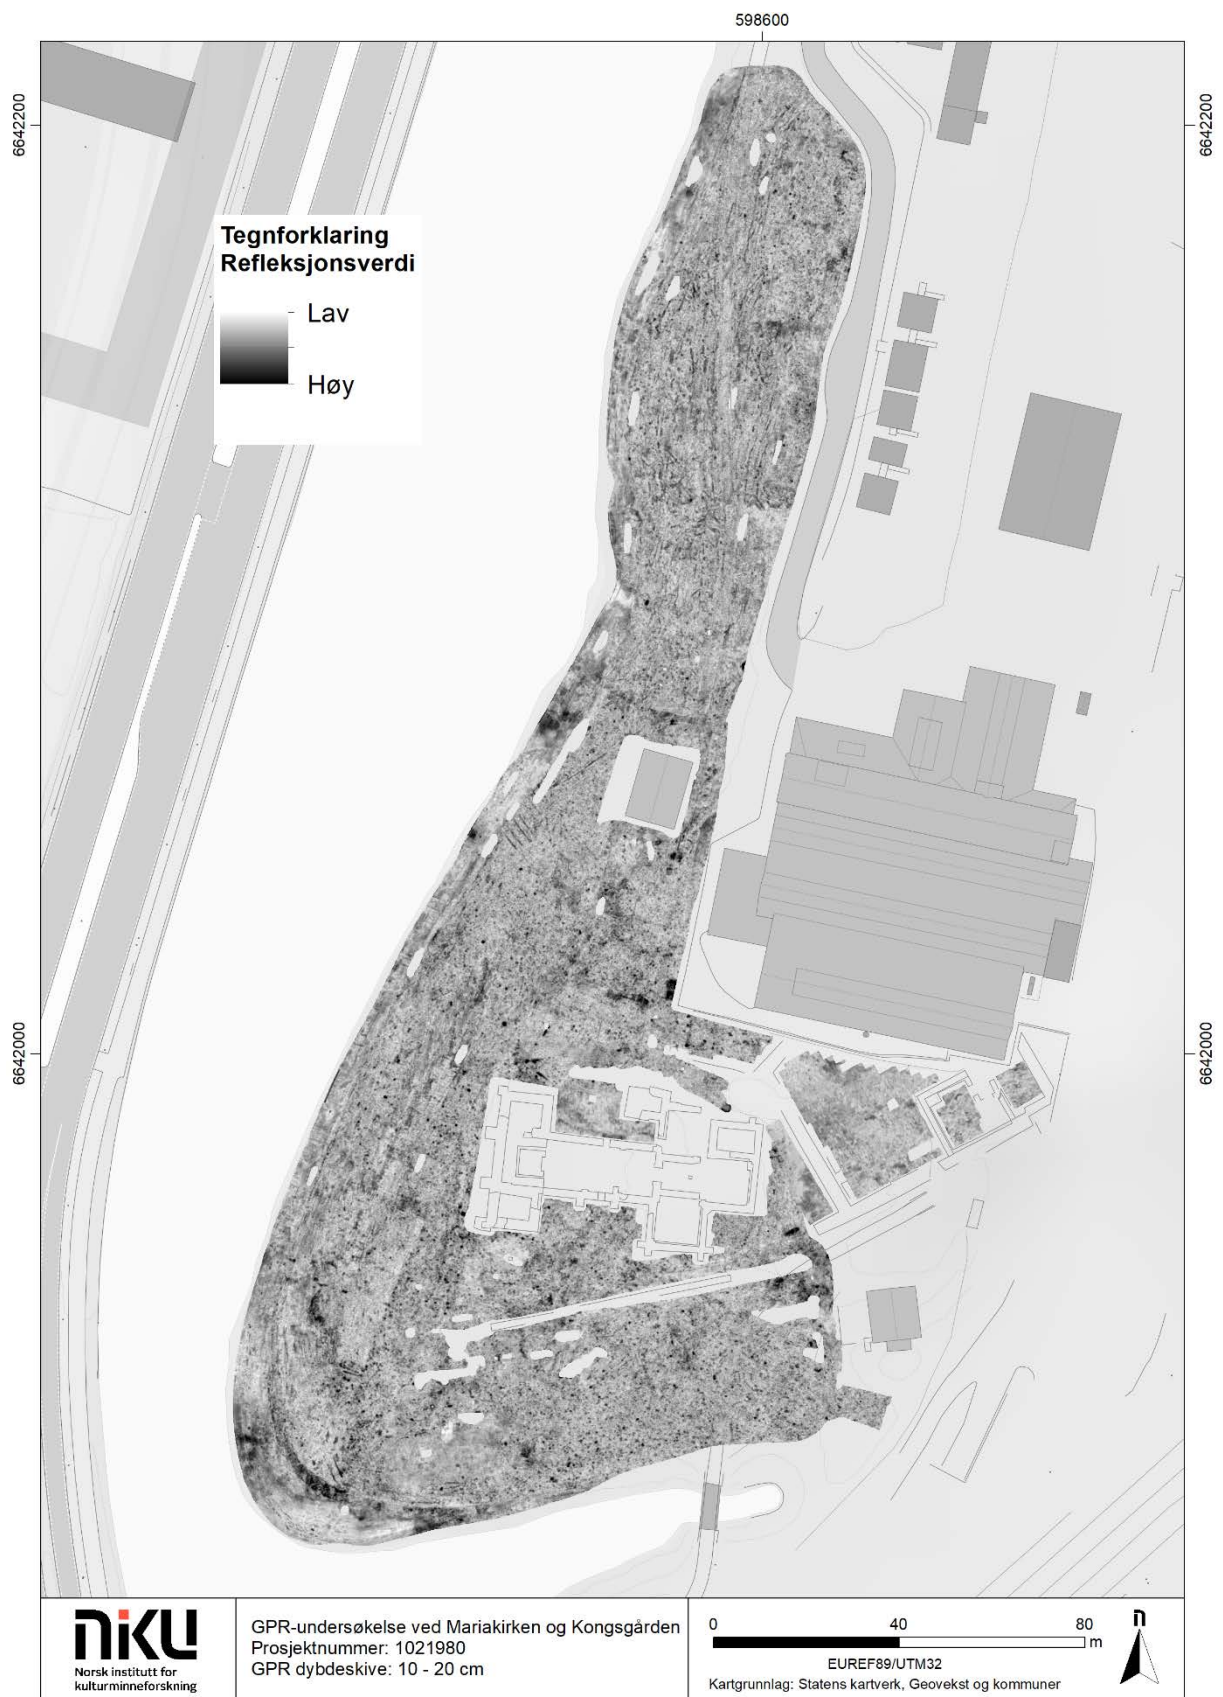 598600
6642200
6642200
Tegnforklaring
Refleksjonsverdi
Lav
Høy
6642000
6642000
NIKU
Norsk institutt for
kulturminneforskning
GPR-undersøkelse ved Mariakirken og Kongsgården
Prosjektnummer: 1021980
GPR dybdeskive: 10 - 20 cm
0 40 80
m
EUREF89/UTM32
Kartgrunnlag: Statens kartverk, Geovekst og kommuner
n